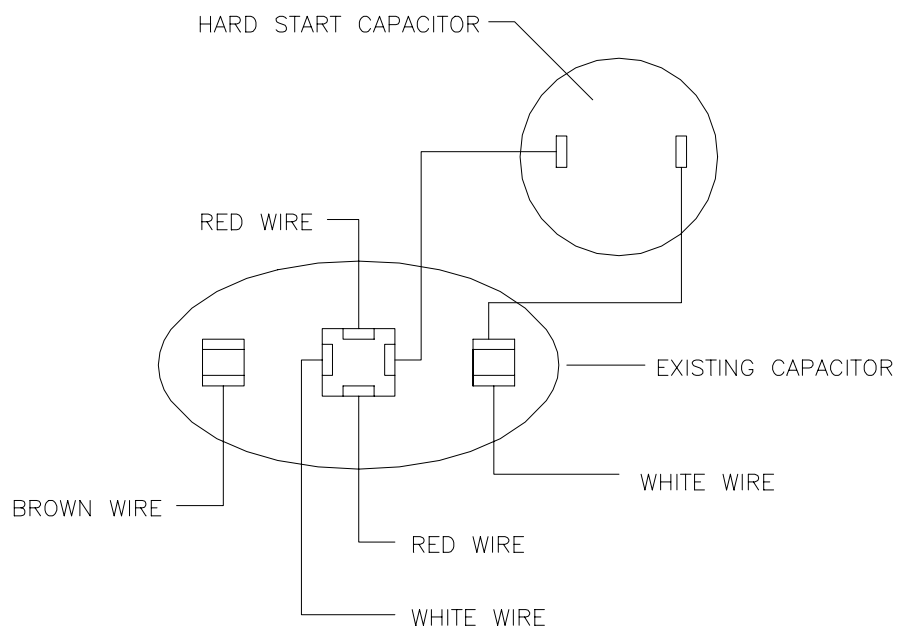 HARD START CAPACITOR
RED WIRE
EXISTING CAPACITOR
WHITE WIRE
BROWN WIRE
RED WIRE
WHITE WIRE